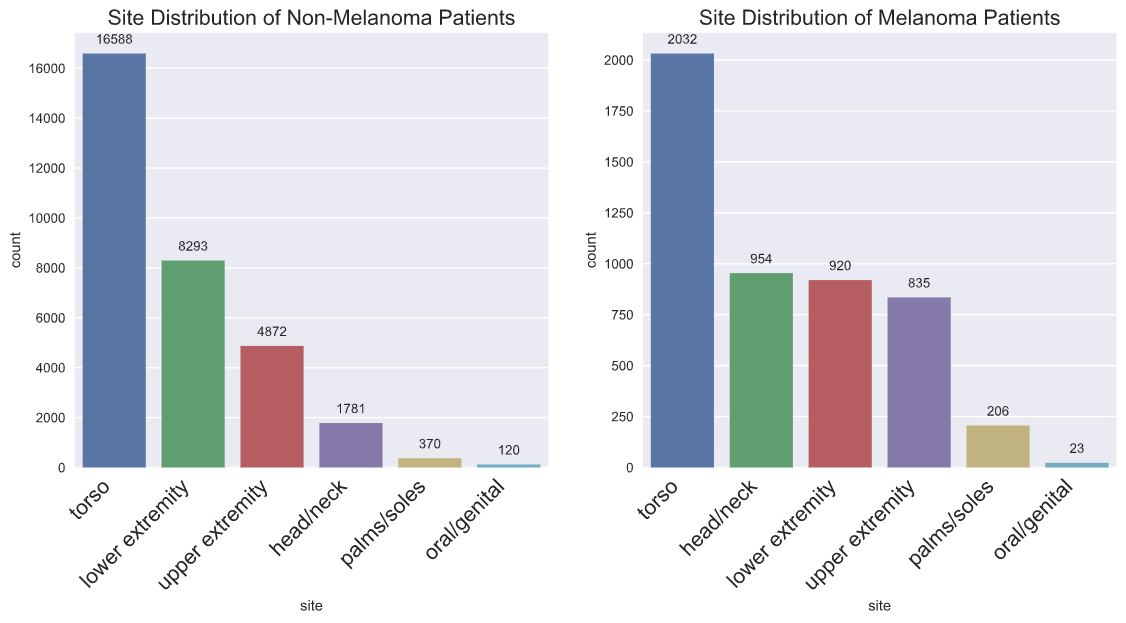 Site Distribution of Non-Melanoma Patients
16588
8293
4872
1781
370
120
16000
14000
12000
10000
8000
6000
4000
2000
0
count
torso
lower extremity
upper extremity
head/neck
palms/soles
oral/genital
site
Site Distribution of Melanoma Patients
2032
954
920
835
206
23
2000
1750
1500
1250
1000
750
500
250
0
count
torso
head/neck
lower extremity
upper extremity
palms/soles
oral/genital
site